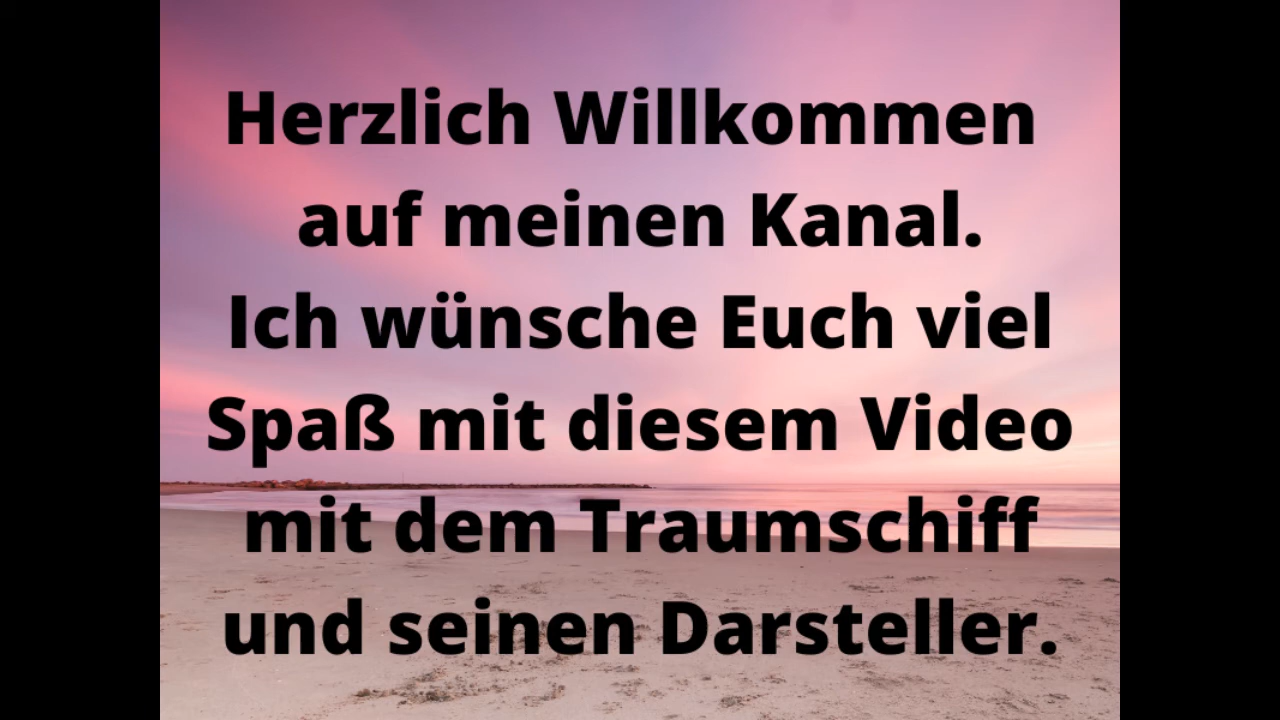 Herzlich Willkommen
auf meinen Kanal.
Ich wünsche Euch viel
Spaß mit diesem Video
mit dem Traumschiff
und seinen Darsteller.